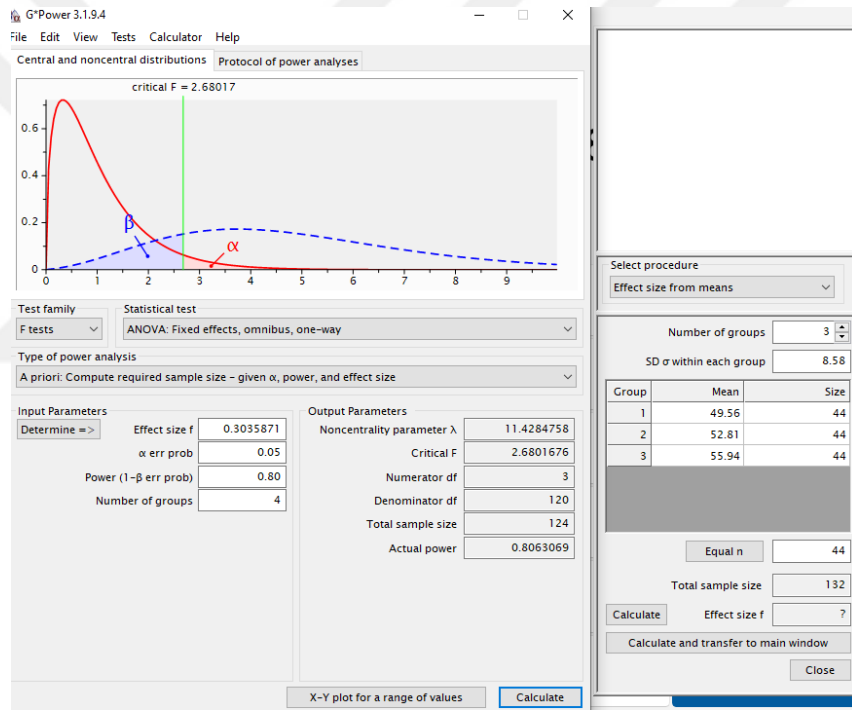 G*Power 3.1.9.4
File Edit View Tests Calculator Help
Central and noncentral distributions Protocol of power analyses
critical F = 2.68017
0.6
0.4
0.2
0
β
α
0 1 2 3 4 5 6 7 8 9
Test family Statistical test
F tests ANOVA: Fixed effects, omnibus, one-way
Type of power analysis
A priori: Compute required sample size – given α, power, and effect size
Input Parameters
Determine => Effect size f 0.3035871
α err prob 0.05
Power (1-β err prob) 0.80
Number of groups 4
Output Parameters
Noncentrality parameter λ 11.4284758
Critical F 2.6801676
Numerator df 3
Denominator df 120
Total sample size 124
Actual power 0.8063069
X-Y plot for a range of values Calculate
Select procedure
Effect size from means
Number of groups 3
SD σ within each group 8.58
Group Mean Size
1 49.56 44
2 52.81 44
3 55.94 44
Equal n 44
Total sample size 132
Calculate Effect size f ?
Calculate and transfer to main window
Close